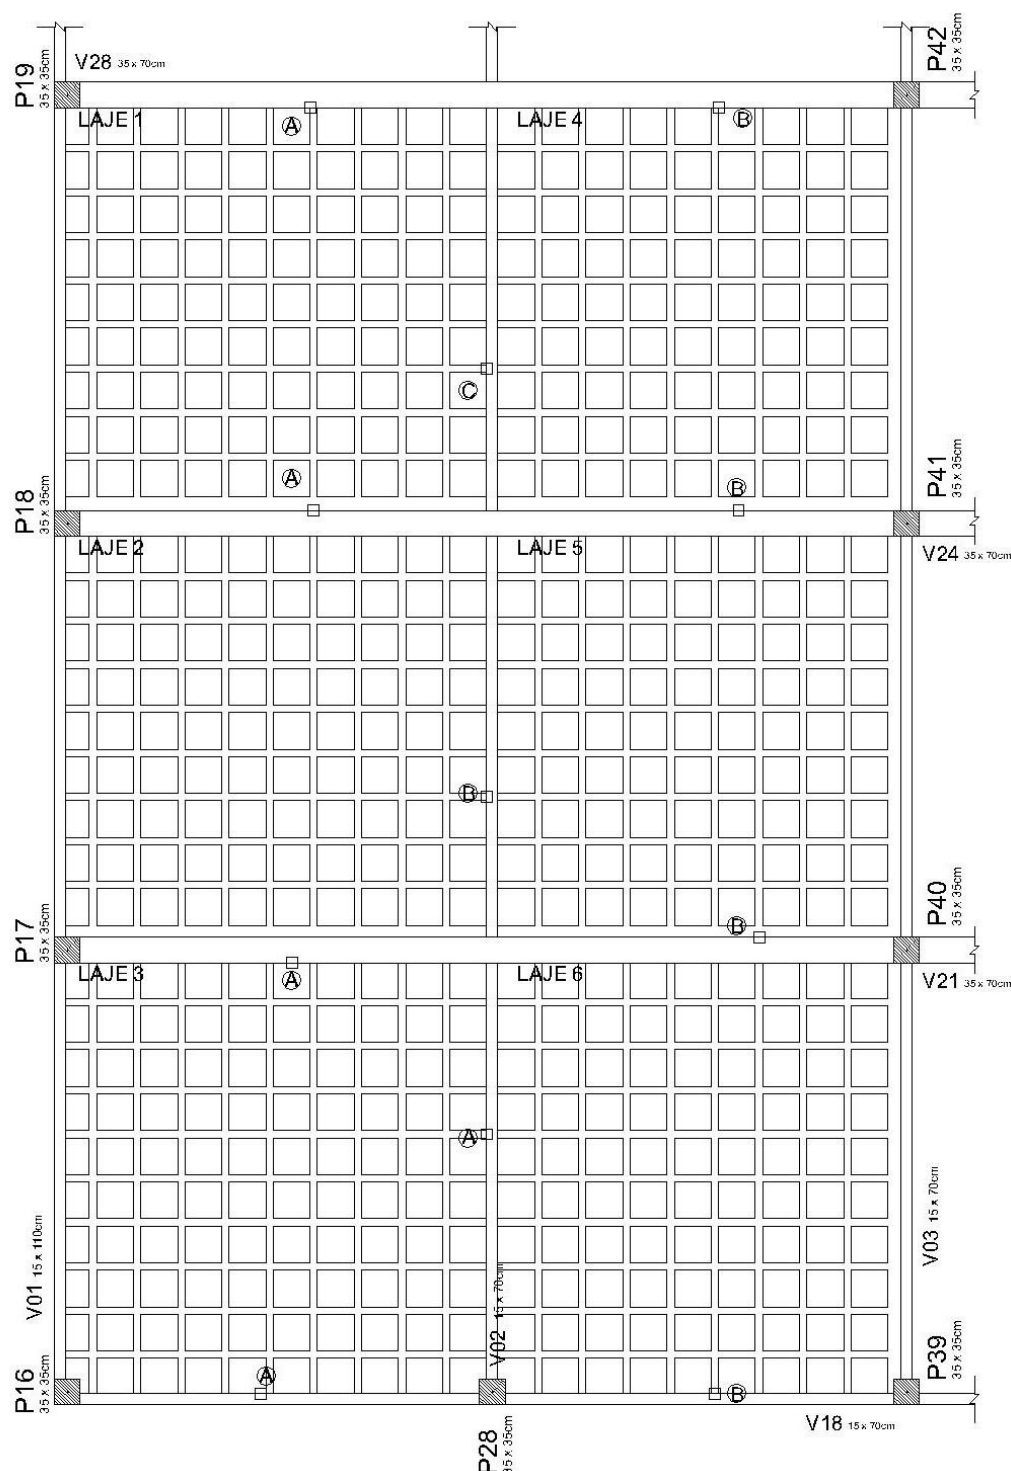 P19
35 x 35cm
V28 35 x 70cm
P42
35 x 35cm
LAJE 1
A
LAJE 4
B
C
A
B
P18
35 x 35cm
P41
35 x 35cm
LAJE 2
LAJE 5
V24 35 x 70cm
B
B
P17
35 x 35cm
P40
35 x 35cm
LAJE 3
A
LAJE 6
V21 35 x 70cm
A
V01 15 x 110cm
V02 15 x 70cm
V03 15 x 70cm
A
B
P16
35 x 35cm
P39
35 x 35cm
V18 15 x 70cm
P28
35 x 35cm